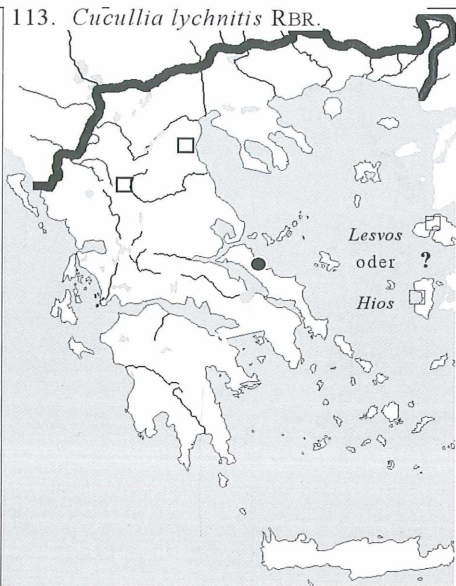 113. Cucullia lychnitis RBR.
Lesvos
oder ?
Hios